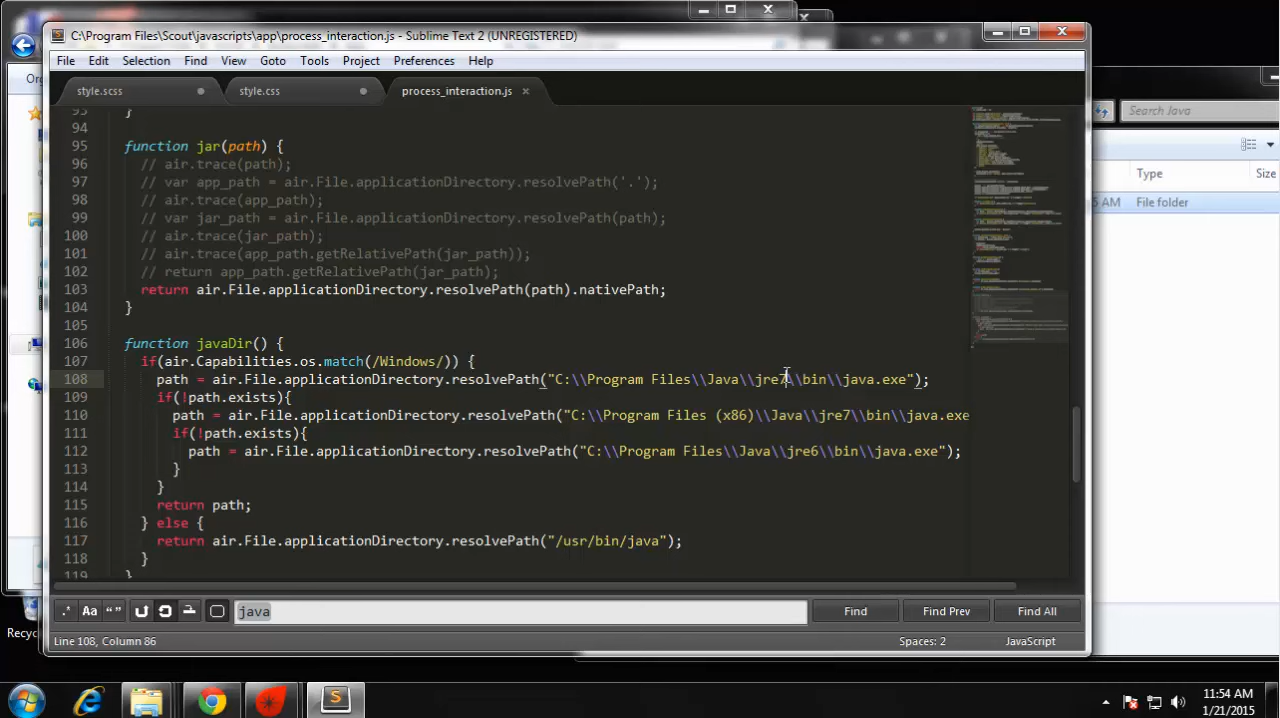 C:\Program Files\Scout\javascripts\app\process_interaction.js - Sublime Text 2 (UNREGISTERED)
File Edit Selection Find View Goto Tools Project Preferences Help
style.scss style.css process_interaction.js
Search Java
Type Size
AM File folder
93 }
94
95 function jar(path) {
96 // air.trace(path);
97 // var app_path = air.File.applicationDirectory.resolvePath('.');
98 // air.trace(app_path);
99 // var jar_path = air.File.applicationDirectory.resolvePath(path);
100 // air.trace(jar_path);
101 // air.trace(app_path.getRelativePath(jar_path));
102 // return app_path.getRelativePath(jar_path);
103 return air.File.applicationDirectory.resolvePath(path).nativePath;
104 }
105
106 function javaDir() {
107 if(air.Capabilities.os.match(/Windows/)) {
108 path = air.File.applicationDirectory.resolvePath("C:\\Program Files\\Java\\jre7\\bin\\java.exe");
109 if(!path.exists){
110 path = air.File.applicationDirectory.resolvePath("C:\\Program Files (x86)\\Java\\jre7\\bin\\java.exe
111 if(!path.exists){
112 path = air.File.applicationDirectory.resolvePath("C:\\Program Files\\Java\\jre6\\bin\\java.exe");
113 }
114 }
115 return path;
116 } else {
117 return air.File.applicationDirectory.resolvePath("/usr/bin/java");
118 }
119 }
.* Aa “ ” java Find Find Prev Find All
Line 108, Column 86 Spaces: 2 JavaScript
Recyc
11:54 AM
1/21/2015